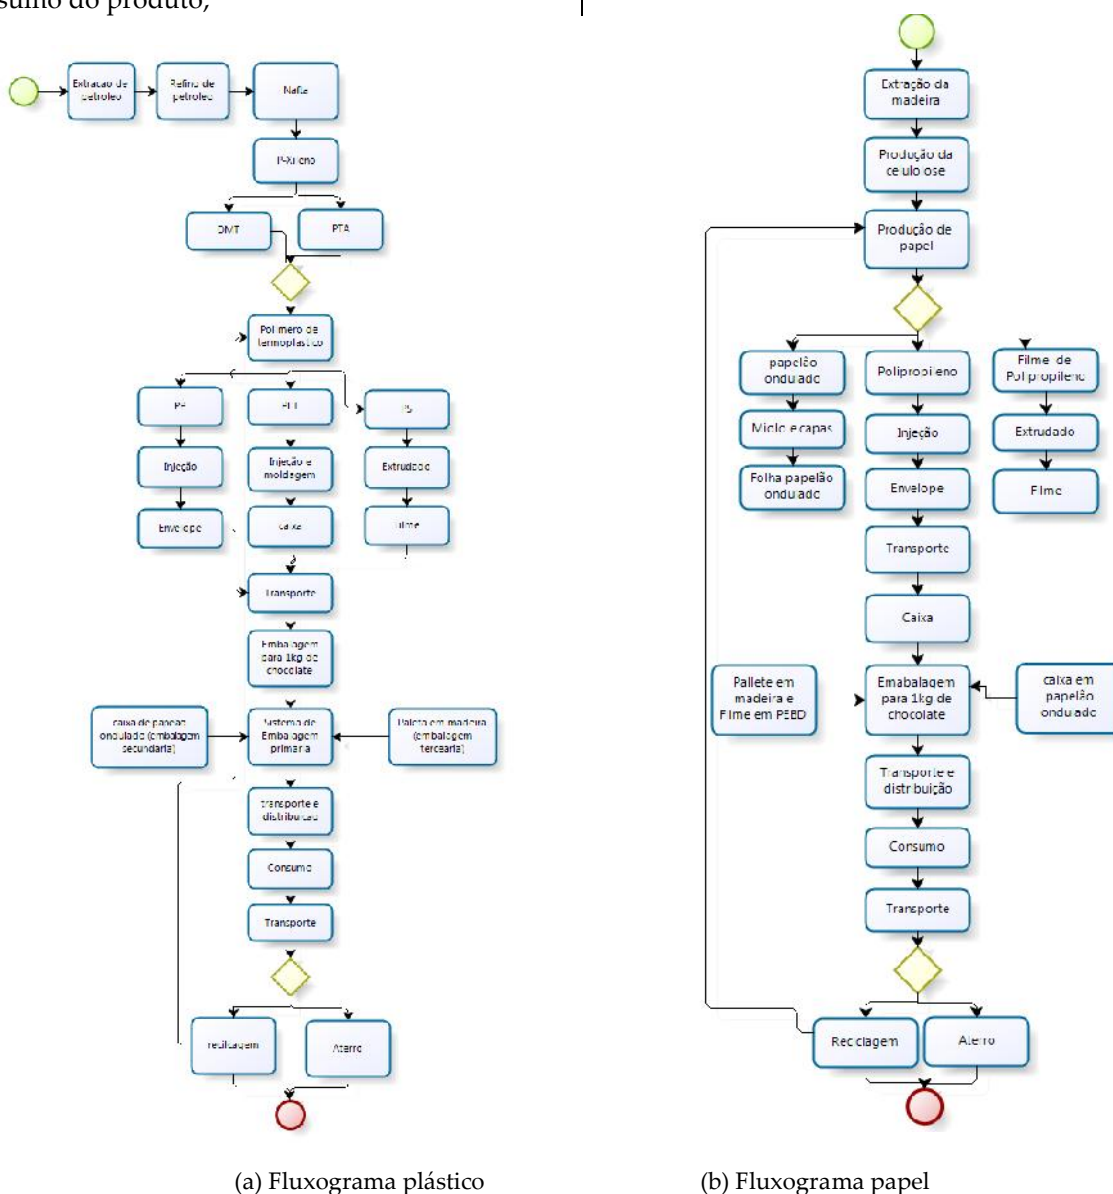 sumo do produto,
Extracao de
petroleo
Refino de
petroleo
Nafta
P-Xileno
DMT
PTA
Polimero de
termoplastico
PP
PET
PS
Injeção
Injeção e
moldagem
Extrudado
Envelope
caixa
Filme
Transporte
Embalagem
para 1kg de
chocolate
caixa de papeao
ondulado (embalagem
secundaria)
Sistema de
Embalagem
primaria
Paleta em madeira
(embalagem
tercearia)
transporte e
distribuicao
Consumo
Transporte
recilcagem
Aterro
(a) Fluxograma plástico
Extração da
madeira
Produção da
celulose
Produção de
papel
papelão
ondulado
Polipropileno
Filme de
Polipropileno
Miolo e capas
Injeção
Extrudado
Folha papelão
ondulado
Envelope
Filme
Transporte
Caixa
Pallete em
madeira e
Filme em PEBD
Emabalagem
para 1kg de
chocolate
caixa em
papelão
ondulado
Transporte e
distribuição
Consumo
Transporte
Reciclagem
Aterro
(b) Fluxograma papel